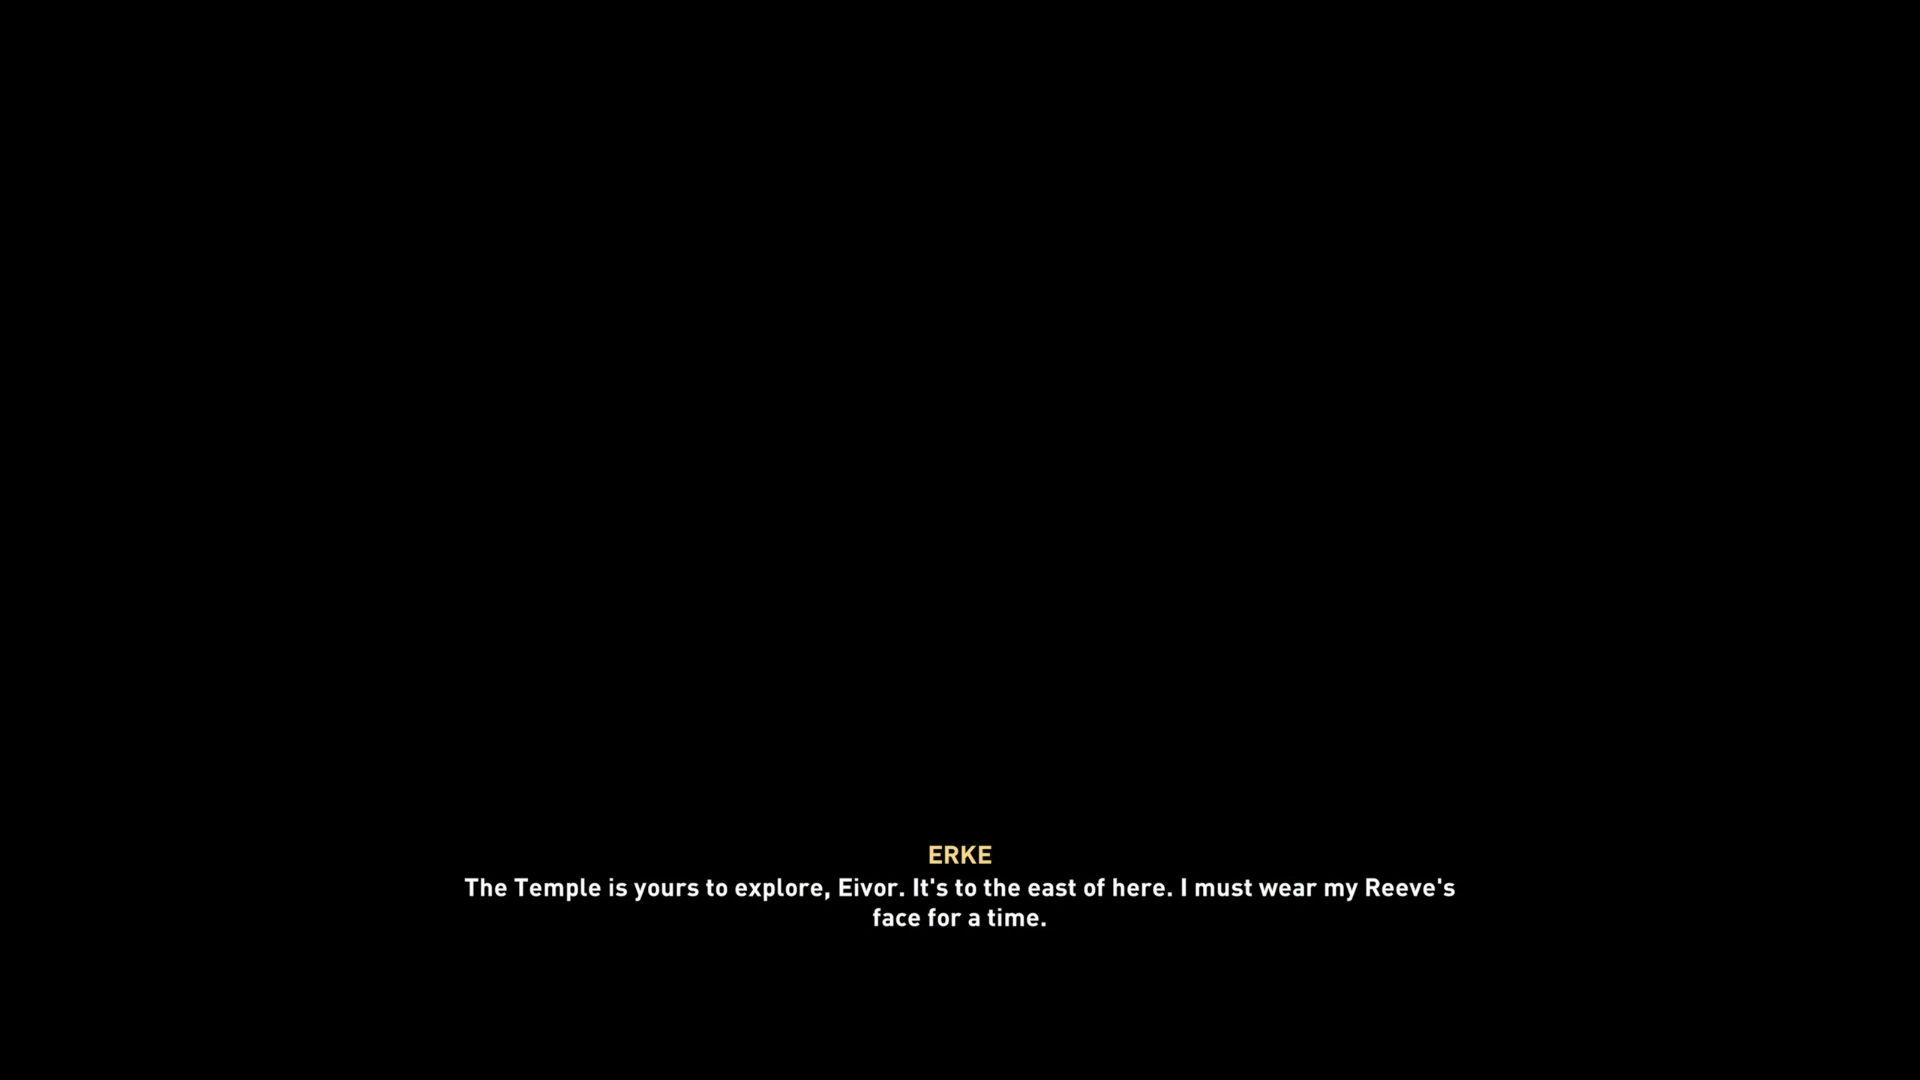 ERKE
The Temple is yours to explore, Eivor. It's to the east of here. I must wear my Reeve's
face for a time.